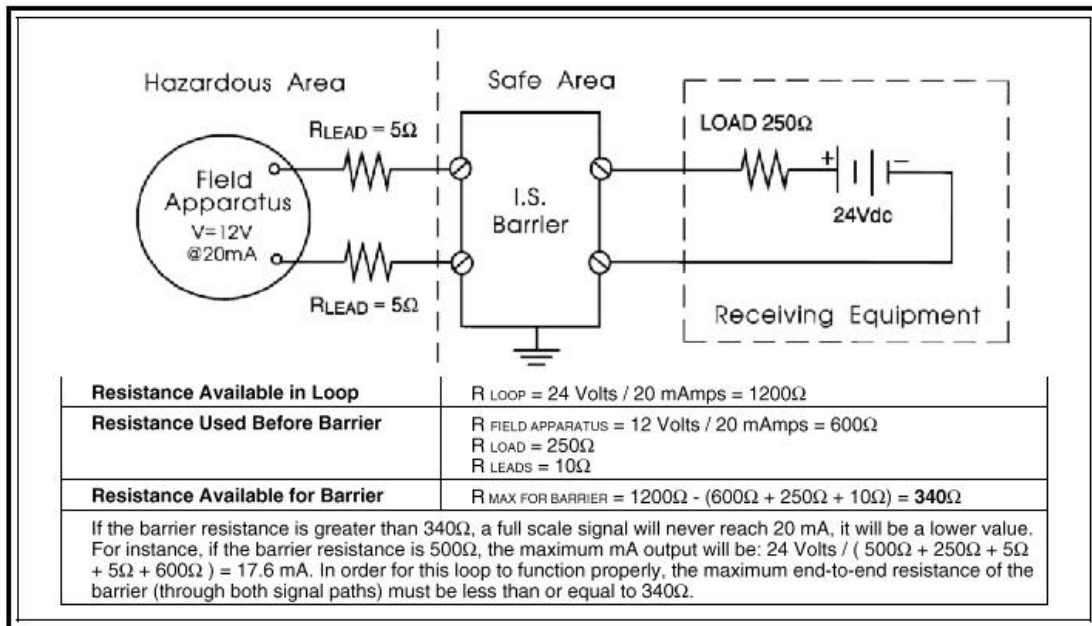 Hazardous Area
Safe Area
RLEAD = 5Ω
LOAD 250Ω
Field
Apparatus
V=12V
@20mA
I.S.
Barrier
+
−
24Vdc
RLEAD = 5Ω
Receiving Equipment
Resistance Available in Loop
R LOOP = 24 Volts / 20 mAmps = 1200Ω
Resistance Used Before Barrier
R FIELD APPARATUS = 12 Volts / 20 mAmps = 600Ω
R LOAD = 250Ω
R LEADS = 10Ω
Resistance Available for Barrier
R MAX FOR BARRIER = 1200Ω - (600Ω + 250Ω + 10Ω) = 340Ω
If the barrier resistance is greater than 340Ω, a full scale signal will never reach 20 mA, it will be a lower value.
For instance, if the barrier resistance is 500Ω, the maximum mA output will be: 24 Volts / ( 500Ω + 250Ω + 5Ω
+ 5Ω + 600Ω ) = 17.6 mA. In order for this loop to function properly, the maximum end-to-end resistance of the
barrier (through both signal paths) must be less than or equal to 340Ω.